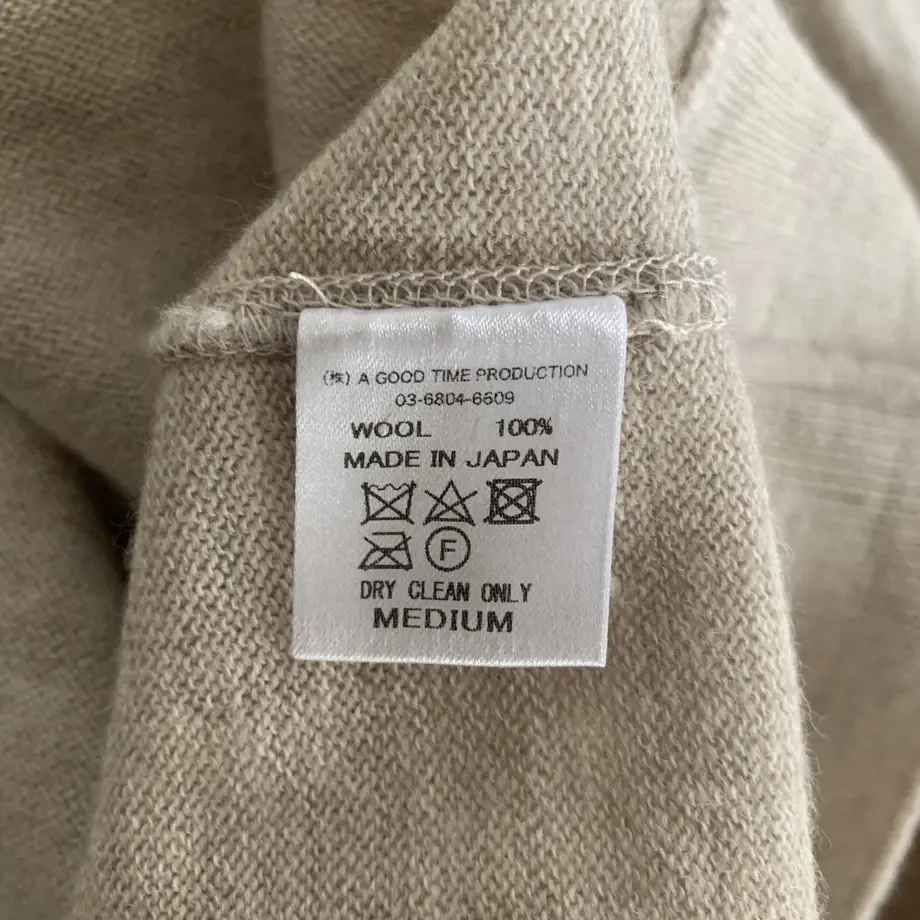 （株）A GOOD TIME PRODUCTION
03-6804-6609
WOOL 100%
MADE IN JAPAN
F
DRY CLEAN ONLY
MEDIUM